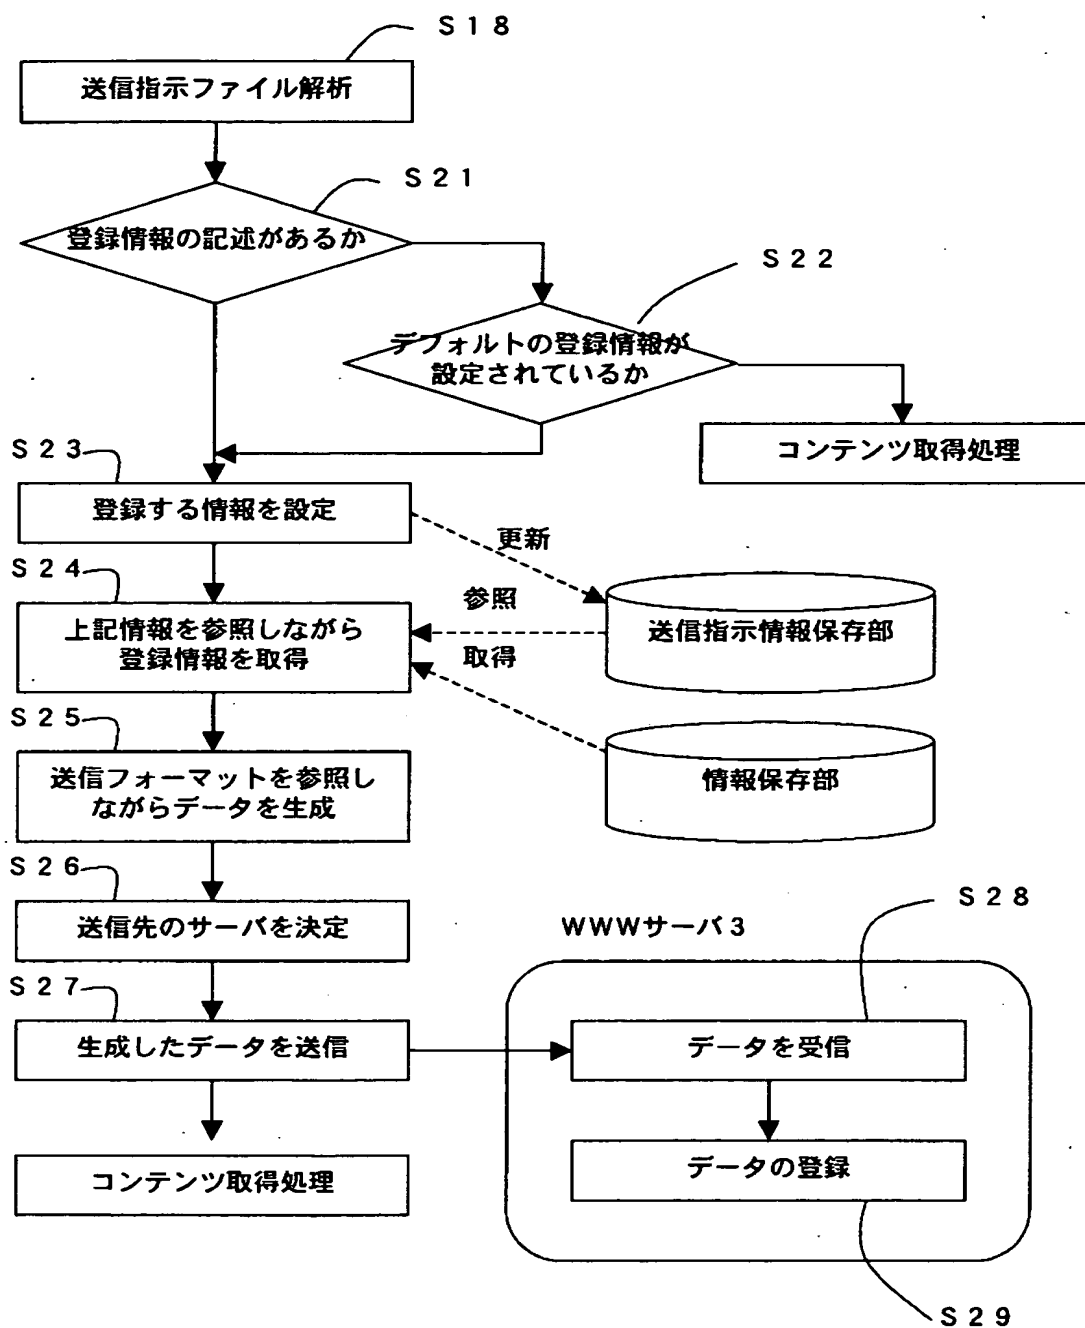 S18
送信指示ファイル解析
S21
登録情報の記述があるか
S22
デフォルトの登録情報が
設定されているか
コンテンツ取得処理
S23
登録する情報を設定
更新
S24
上記情報を参照しながら
登録情報を取得
参照
取得
送信指示情報保存部
S25
送信フォーマットを参照し
ながらデータを生成
情報保存部
S26
送信先のサーバを決定
WWWサーバ3
S28
S27
生成したデータを送信
データを受信
コンテンツ取得処理
データの登録
S29